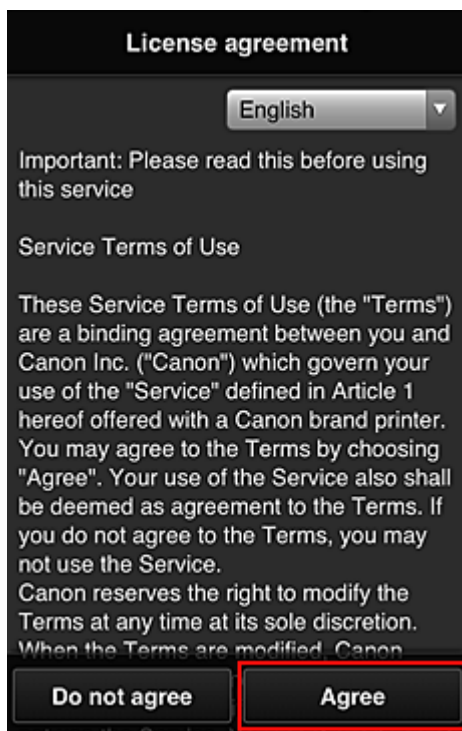 License agreement
English
Important: Please read this before using
this service
Service Terms of Use
These Service Terms of Use (the "Terms")
are a binding agreement between you and
Canon Inc. ("Canon") which govern your
use of the "Service" defined in Article 1
hereof offered with a Canon brand printer.
You may agree to the Terms by choosing
"Agree". Your use of the Service also shall
be deemed as agreement to the Terms. If
you do not agree to the Terms, you may
not use the Service.
Canon reserves the right to modify the
Terms at any time at its sole discretion.
When the Terms are modified, Canon
Do not agree
Agree